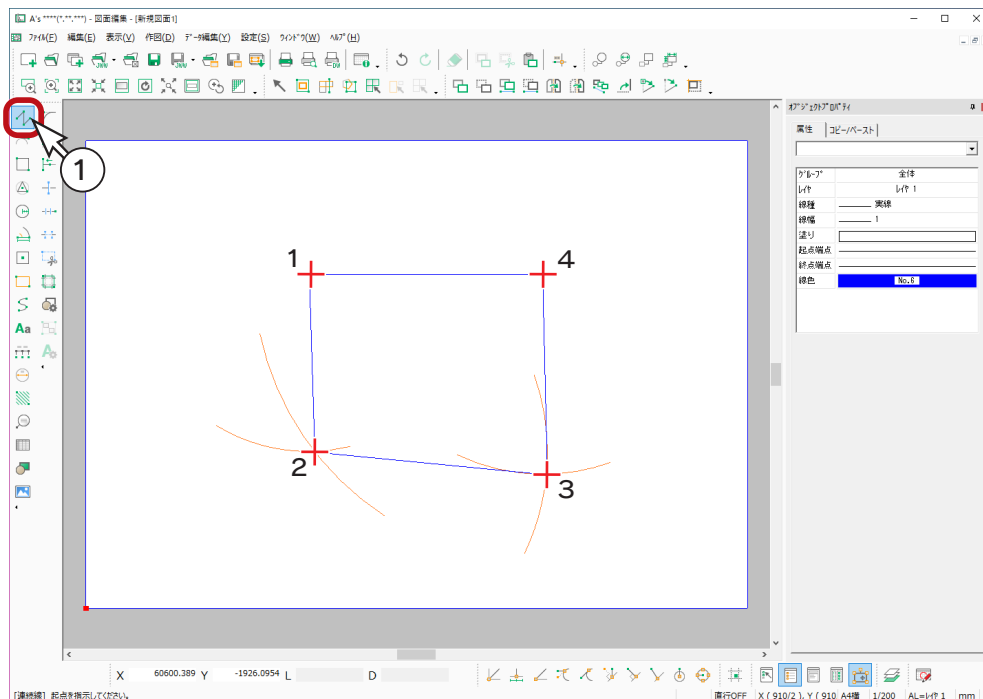 A's ****(*.**.***) - 図面編集 - [新規図面1]
ﾌｧｲﾙ(F) 編集(E) 表示(V) 作図(D) ﾃﾞｰﾀ編集(Y) 設定(S) ｳｨﾝﾄﾞｳ(W) ﾍﾙﾌﾟ(H)
ｵﾌﾞｼﾞｪｸﾄﾌﾟﾛﾊﾟﾃｨ
属性 ｺﾋﾟｰ/ﾍﾟｰｽﾄ
ｸﾞﾙｰﾌﾟ 全体
ﾚｲﾔ ﾚｲﾔ 1
線種 実線
線幅 1
塗り
起点端点
終点端点
線色 No.6
1
1
4
2
3
Aa
X 60600.389 Y -1926.0954 L D
[連続線] 起点を指示してください。
直行OFF X ( 910/2 ), Y ( 910 A4横 1/200 AL=ﾚｲﾔ 1 mm